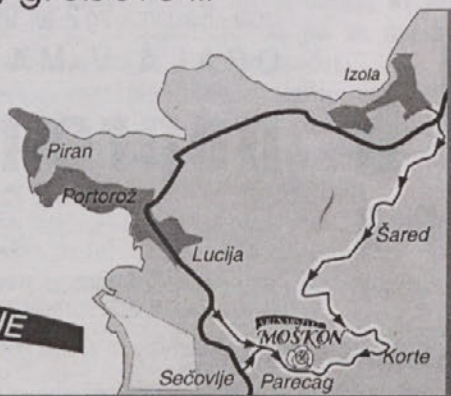 Izola
Piran
Portorož
Šared
Lucija
MOŠKON
Korte
Sečovlje
Parecag